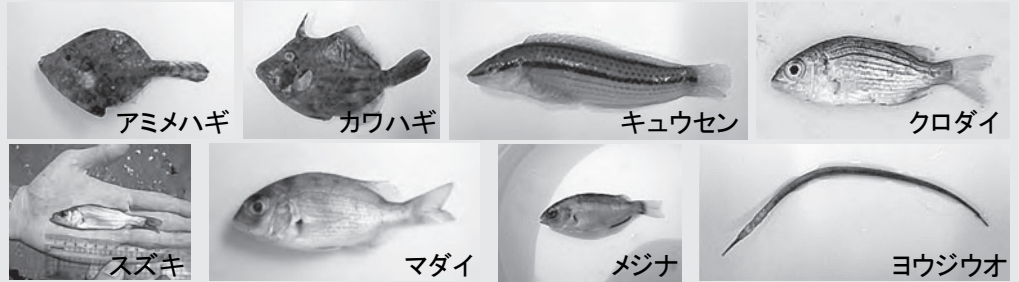 アミメハギ
カワハギ
キュウセン
クロダイ
スズキ
マダイ
メジナ
ヨウジウオ